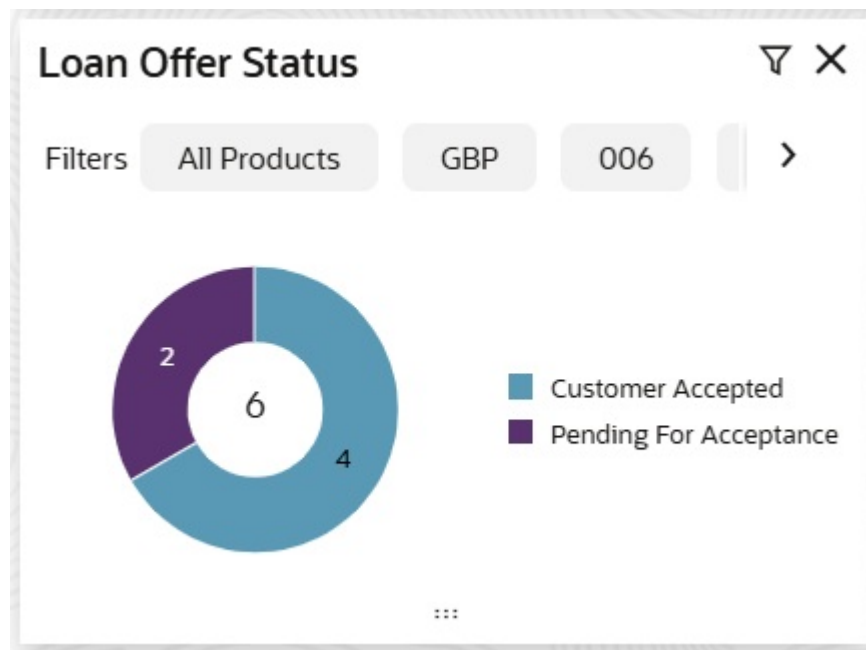 Loan Offer Status
Filters All Products GBP 006
2
6
4
Customer Accepted
Pending For Acceptance